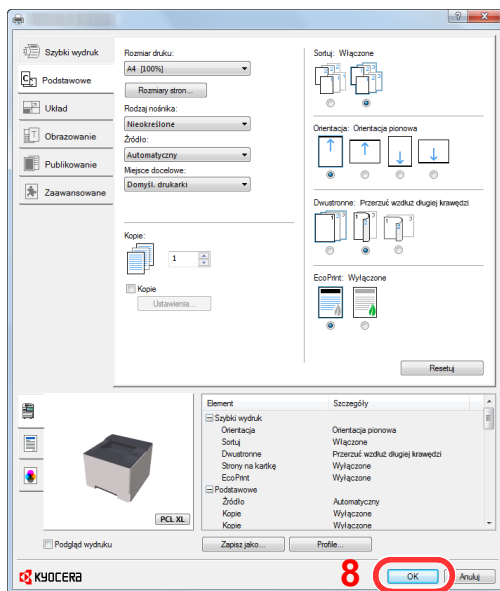 Szybki wydruk
Podstawowe
Układ
Obrazowanie
Publikowanie
Zaawansowane
Rozmiar druku:
A4 [100%]
Rozmiary stron...
Rodzaj nośnika:
Nieokreślone
Źródło:
Automatyczny
Miejsce docelowe:
Domyśl. drukarki
Kopie:
1
Kopie
Ustawienia...
Sortuj: Włączone
Orientacja: Orientacja pionowa
Dwustronne: Przerzuć wzdłuż długiej krawędzi
EcoPrint: Wyłączone
Resetuj
PCL XL
Podgląd wydruku
Element Szczegóły
Szybki wydruk
Orientacja Orientacja pionowa
Sortuj Włączone
Dwustronne Przerzuć wzdłuż długiej krawędzi
Strony na kartkę Wyłączone
EcoPrint Wyłączone
Podstawowe
Źródło Automatyczny
Kopie Wyłączone
Kopie Wyłączone
Zapisz jako... Profile...
KYOCERA
8
OK
Anuluj